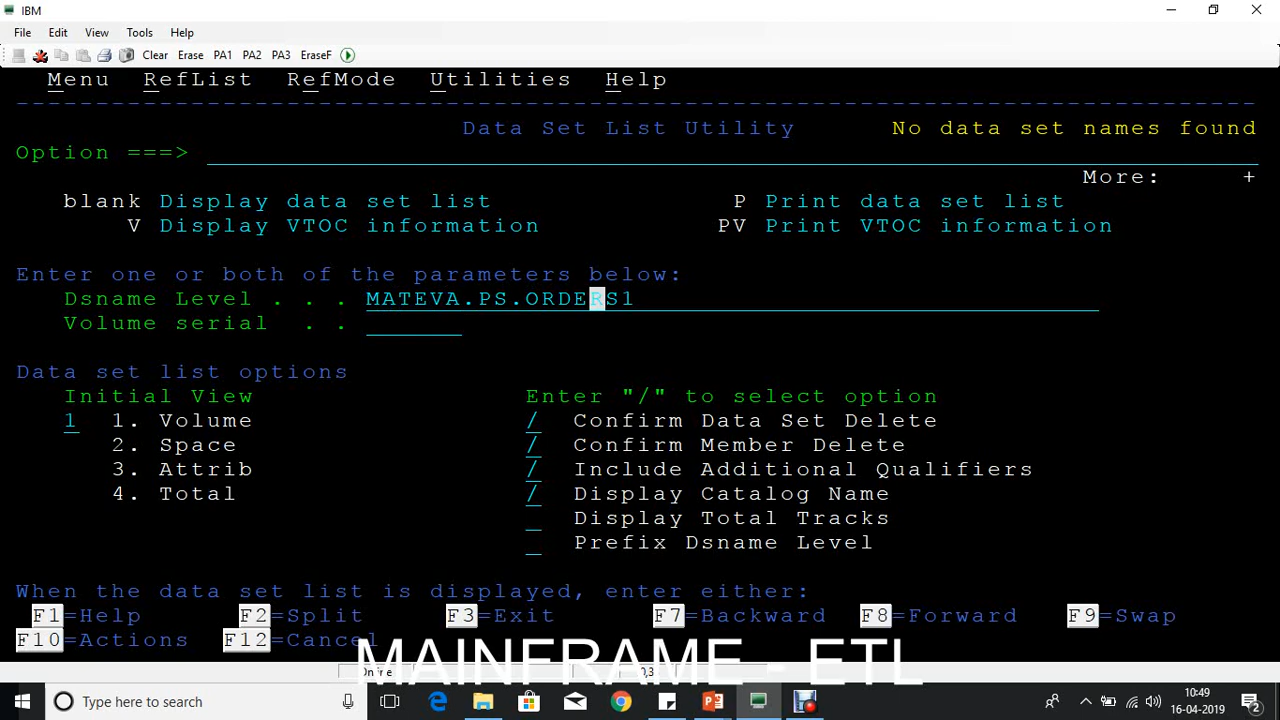 IBM
File Edit View Tools Help
Clear Erase PA1 PA2 PA3 EraseF
Menu RefList RefMode Utilities Help
Data Set List Utility No data set names found
Option ===>
More: +
blank Display data set list P Print data set list
V Display VTOC information PV Print VTOC information
Enter one or both of the parameters below:
Dsname Level . . . MATEVA.PS.ORDERS1
Volume serial . .
Data set list options
Initial View Enter "/" to select option
1 1. Volume / Confirm Data Set Delete
2. Space / Confirm Member Delete
3. Attrib / Include Additional Qualifiers
4. Total / Display Catalog Name
Display Total Tracks
Prefix Dsname Level
When the data set list is displayed, enter either:
F1=Help F2=Split F3=Exit F7=Backward F8=Forward F9=Swap
F10=Actions F12=Cancel
MAINFRAME - ETL
Online
Type here to search
10:49
16-04-2019
2